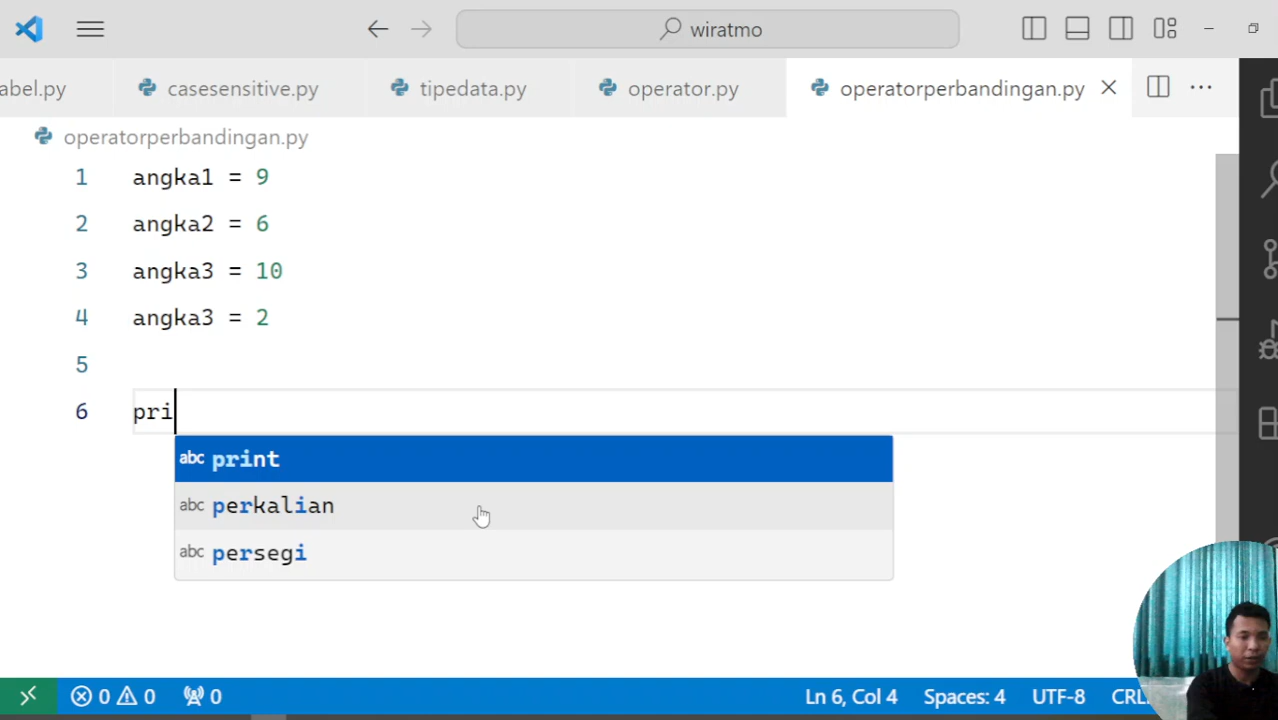 wiratmo
abel.py
casesensitive.py
tipedata.py
operator.py
operatorperbandingan.py
operatorperbandingan.py
1 angka1 = 9
2 angka2 = 6
3 angka3 = 10
4 angka3 = 2
5
6 pri
abc print
abc perkalian
abc persegi
0 0 0 Ln 6, Col 4 Spaces: 4 UTF-8 CRL